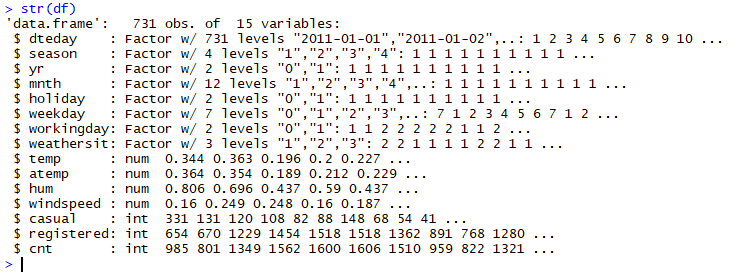 > str(df)
'data.frame':   731 obs. of  15 variables:
 $ dteday    : Factor w/ 731 levels "2011-01-01","2011-01-02",..: 1 2 3 4 5 6 7 8 9 10 ...
 $ season    : Factor w/ 4 levels "1","2","3","4": 1 1 1 1 1 1 1 1 1 1 ...
 $ yr        : Factor w/ 2 levels "0","1": 1 1 1 1 1 1 1 1 1 1 ...
 $ mnth      : Factor w/ 12 levels "1","2","3","4",..: 1 1 1 1 1 1 1 1 1 1 ...
 $ holiday   : Factor w/ 2 levels "0","1": 1 1 1 1 1 1 1 1 1 1 ...
 $ weekday   : Factor w/ 7 levels "0","1","2","3",..: 7 1 2 3 4 5 6 7 1 2 ...
 $ workingday: Factor w/ 2 levels "0","1": 1 1 2 2 2 2 2 1 1 2 ...
 $ weathersit: Factor w/ 3 levels "1","2","3": 2 2 1 1 1 1 2 2 1 1 ...
 $ temp      : num  0.344 0.363 0.196 0.2 0.227 ...
 $ atemp     : num  0.364 0.354 0.189 0.212 0.229 ...
 $ hum       : num  0.806 0.696 0.437 0.59 0.437 ...
 $ windspeed : num  0.16 0.249 0.248 0.16 0.187 ...
 $ casual    : int  331 131 120 108 82 88 148 68 54 41 ...
 $ registered: int  654 670 1229 1454 1518 1518 1362 891 768 1280 ...
 $ cnt       : int  985 801 1349 1562 1600 1606 1510 959 822 1321 ...
>